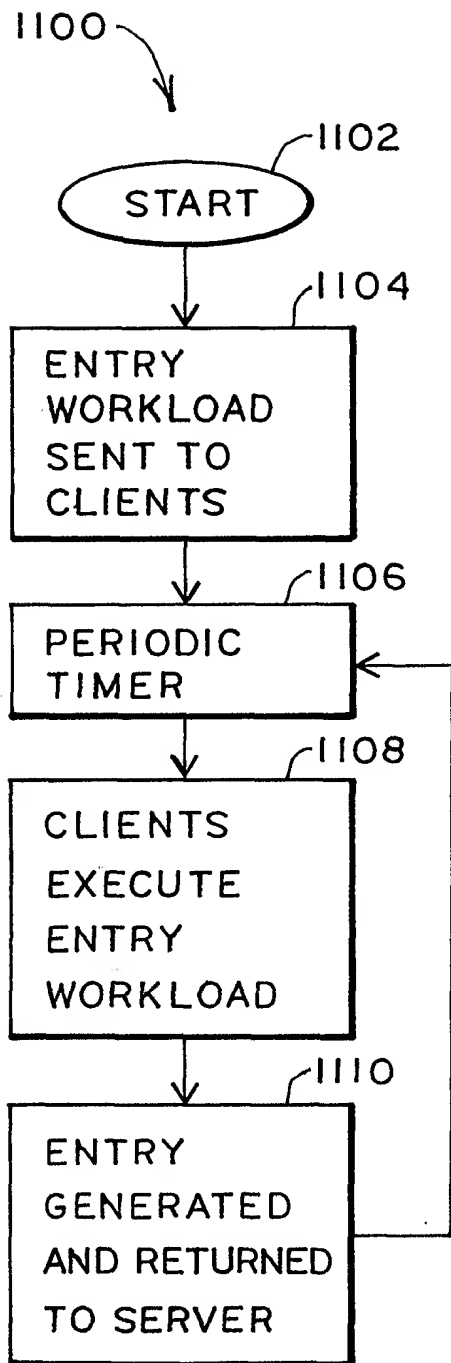 1100
1102
START
1104
ENTRY
WORKLOAD
SENT TO
CLIENTS
1106
PERIODIC
TIMER
1108
CLIENTS
EXECUTE
ENTRY
WORKLOAD
1110
ENTRY
GENERATED
AND RETURNED
TO SERVER